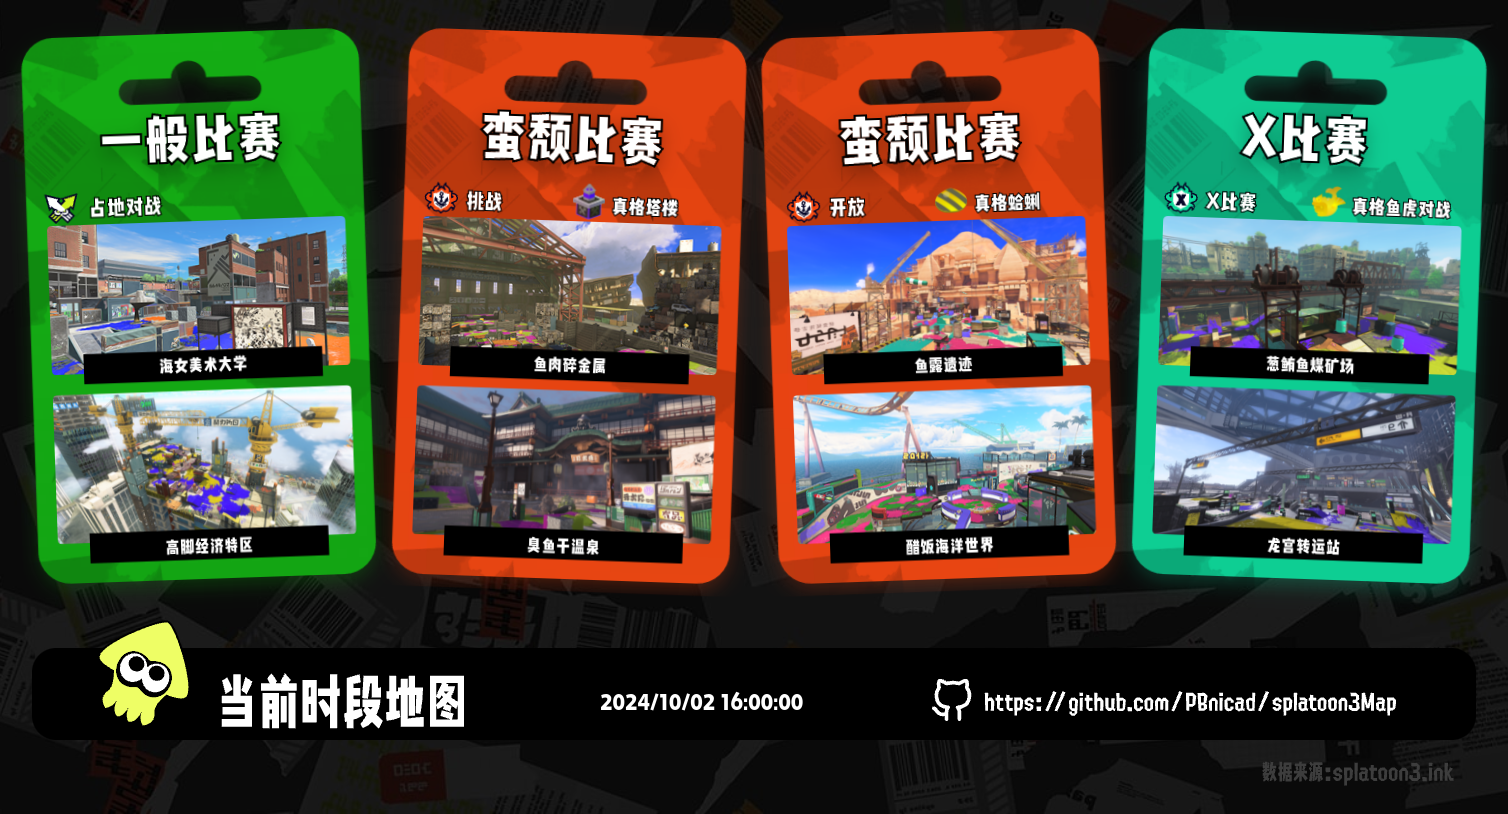 一般比赛
占地对战
海女美术大学
高脚经济特区
蛮颓比赛
挑战
真格塔楼
鱼肉碎金属
臭鱼干温泉
蛮颓比赛
开放
真格蛤蜊
鱼露遗迹
醋饭海洋世界
X比赛
X比赛
真格鱼虎对战
葱鲔鱼煤矿场
龙宫转运站
当前时段地图
2024/10/02 16:00:00
https://github.com/PBnicad/splatoon3Map
数据来源:splatoon3.ink